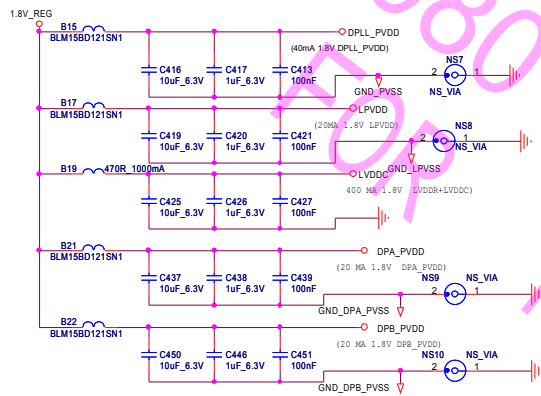 1.8V_REG
B15
BLM15BD121SN1
DPLL_PVDD
(40mA 1.8V DPLL_PVDD)
C416
10uF_6.3V
C417
1uF_6.3V
C413
100nF
NS7
2
1
GND_PVSS
NS_VIA
B17
BLM15BD121SN1
LPVDD
(20MA 1.8V LPVDD)
C419
10uF_6.3V
C420
1uF_6.3V
C421
100nF
NS8
2
1
NS_VIA
GND_LPVSS
B19
470R_1000mA
LVDDC
400 MA 1.8V LVDDR+LVDDC)
C425
10uF_6.3V
C426
1uF_6.3V
C427
100nF
B21
BLM15BD121SN1
DPA_PVDD
(20 MA 1.8V DPA_PVDD)
C437
10uF_6.3V
C438
1uF_6.3V
C439
100nF
NS9
NS_VIA
2
1
GND_DPA_PVSS
B22
BLM15BD121SN1
DPB_PVDD
(20 MA 1.8V DPB_PVDD)
C450
10uF_6.3V
C446
1uF_6.3V
C451
100nF
NS10
NS_VIA
2
1
GND_DPB_PVSS
FOR
80